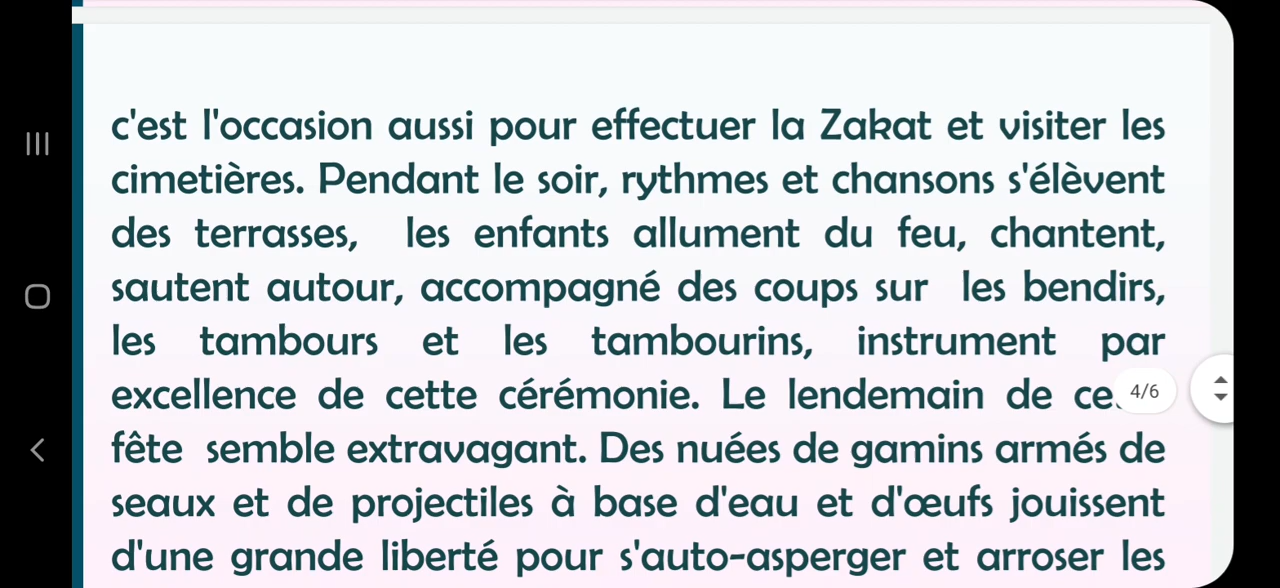 c'est l'occasion aussi pour effectuer la Zakat et visiter les
cimetières. Pendant le soir, rythmes et chansons s'élèvent
des terrasses, les enfants allument du feu, chantent,
sautent autour, accompagné des coups sur les bendirs,
les tambours et les tambourins, instrument par
excellence de cette cérémonie. Le lendemain de
4/6
fête semble extravagant. Des nuées de gamins armés de
seaux et de projectiles à base d'eau et d'œufs jouissent
d'une grande liberté pour s'auto-asperger et arroser les